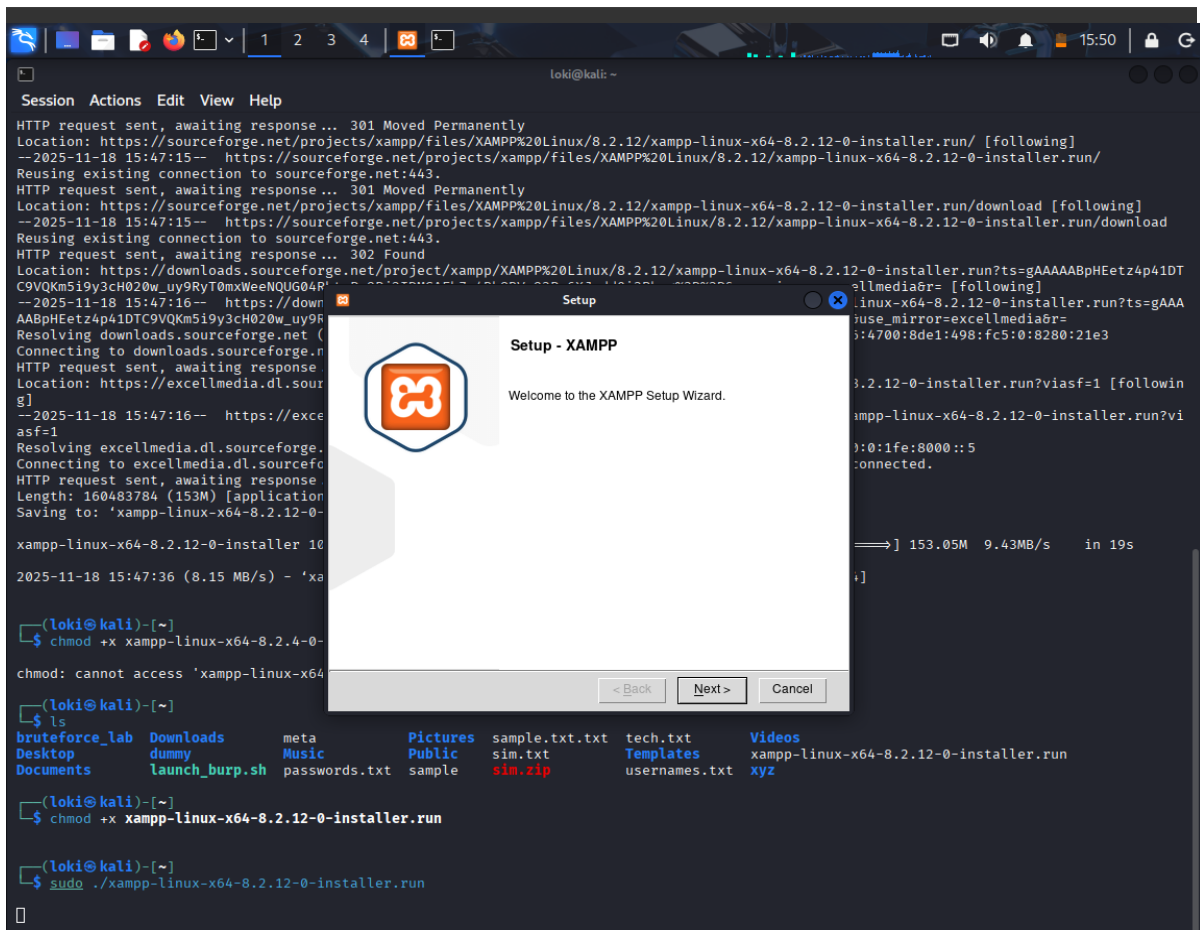 1 2 3 4 15:50
loki@kali: ~
Session Actions Edit View Help
HTTP request sent, awaiting response... 301 Moved Permanently
Location: https://sourceforge.net/projects/xampp/files/XAMPP%20Linux/8.2.12/xampp-linux-x64-8.2.12-0-installer.run/ [following]
--2025-11-18 15:47:15-- https://sourceforge.net/projects/xampp/files/XAMPP%20Linux/8.2.12/xampp-linux-x64-8.2.12-0-installer.run/
Reusing existing connection to sourceforge.net:443.
HTTP request sent, awaiting response... 301 Moved Permanently
Location: https://sourceforge.net/projects/xampp/files/XAMPP%20Linux/8.2.12/xampp-linux-x64-8.2.12-0-installer.run/download [following]
--2025-11-18 15:47:15-- https://sourceforge.net/projects/xampp/files/XAMPP%20Linux/8.2.12/xampp-linux-x64-8.2.12-0-installer.run/download
Reusing existing connection to sourceforge.net:443.
HTTP request sent, awaiting response... 302 Found
Location: https://downloads.sourceforge.net/project/xampp/XAMPP%20Linux/8.2.12/xampp-linux-x64-8.2.12-0-installer.run?ts=gAAAAABpHEetz4p41DT
C9VQKm5i9y3cH020w_uy9RyT0mxWeeNQUG04R ellmedia&r= [following]
--2025-11-18 15:47:16-- https://down linux-x64-8.2.12-0-installer.run?ts=gAAA
AABpHEetz4p41DTC9VQKm5i9y3cH020w_uy9R use_mirror=excellmedia&r=
Resolving downloads.sourceforge.net ( :4700:8de1:498:fc5:0:8280:21e3
Connecting to downloads.sourceforge.n
HTTP request sent, awaiting response
Location: https://excellmedia.dl.sour .2.12-0-installer.run?viasf=1 [followin
g]
--2025-11-18 15:47:16-- https://exce ampp-linux-x64-8.2.12-0-installer.run?vi
asf=1
Resolving excellmedia.dl.sourceforge. :0:1fe:8000::5
Connecting to excellmedia.dl.sourcefo connected.
HTTP request sent, awaiting response
Length: 160483784 (153M) [application
Saving to: ‘xampp-linux-x64-8.2.12-0-
xampp-linux-x64-8.2.12-0-installer 10 ==>] 153.05M 9.43MB/s in 19s
2025-11-18 15:47:36 (8.15 MB/s) - ‘xa ]
Setup
Setup - XAMPP
Welcome to the XAMPP Setup Wizard.
< Back Next > Cancel
(loki㉿kali)-[~]
$ chmod +x xampp-linux-x64-8.2.4-0-
chmod: cannot access 'xampp-linux-x64
(loki㉿kali)-[~]
$ ls
bruteforce_lab Downloads meta Pictures sample.txt.txt tech.txt Videos
Desktop dummy Music Public sim.txt Templates xampp-linux-x64-8.2.12-0-installer.run
Documents launch_burp.sh passwords.txt sample sim.zip usernames.txt xyz
(loki㉿kali)-[~]
$ chmod +x xampp-linux-x64-8.2.12-0-installer.run
(loki㉿kali)-[~]
$ sudo ./xampp-linux-x64-8.2.12-0-installer.run